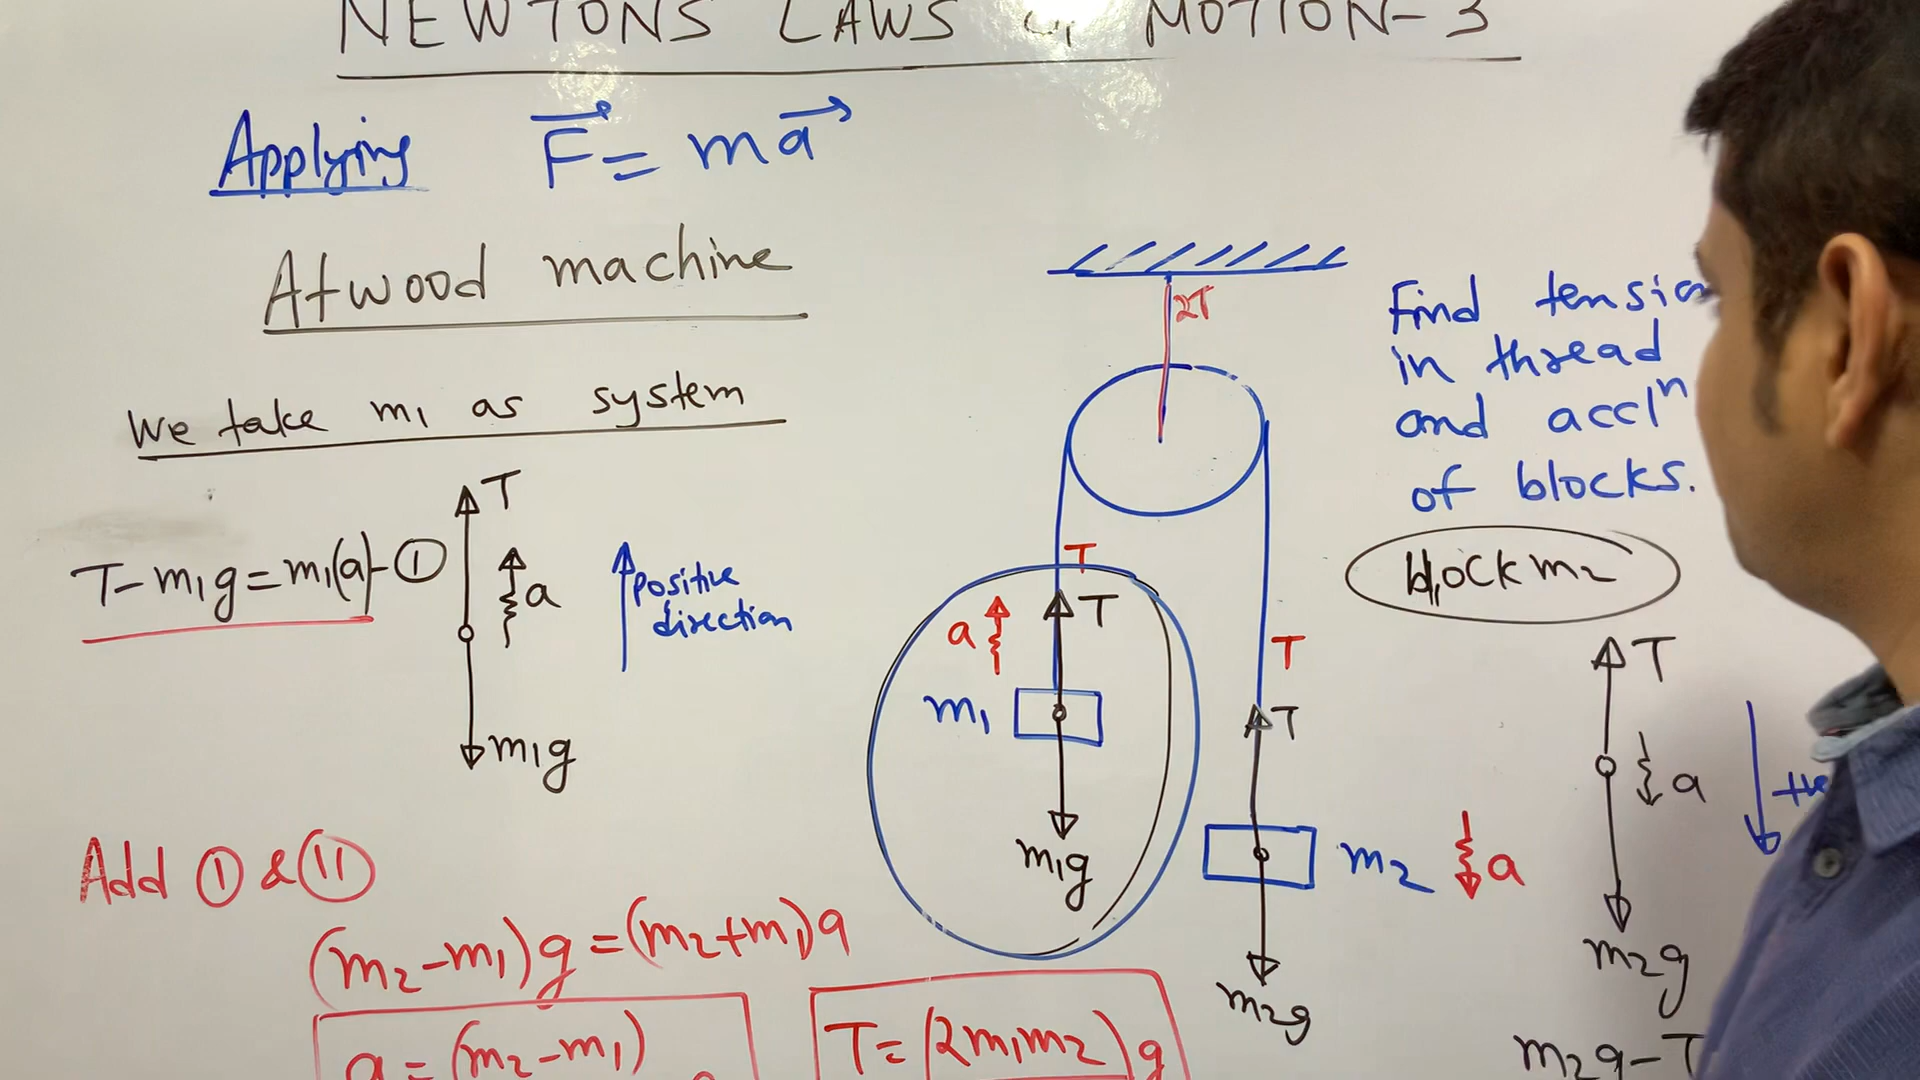 NEWTONS LAWS MOTION-3
Applying F = ma
Atwood machine
We take m1 as system
T
T-m1g=m1(a)-①
a
positive
direction
m1g
Add ① & ⑪
(m2-m1)g=(m2+m1)a
a=(m2-m1)
T=(2m1m2)g
2T
T
a
T
m1
m1g
T
T
m2
a
m2g
Find
in thread
and accln
of blocks.
block m2
T
a
m2g
m2g-T